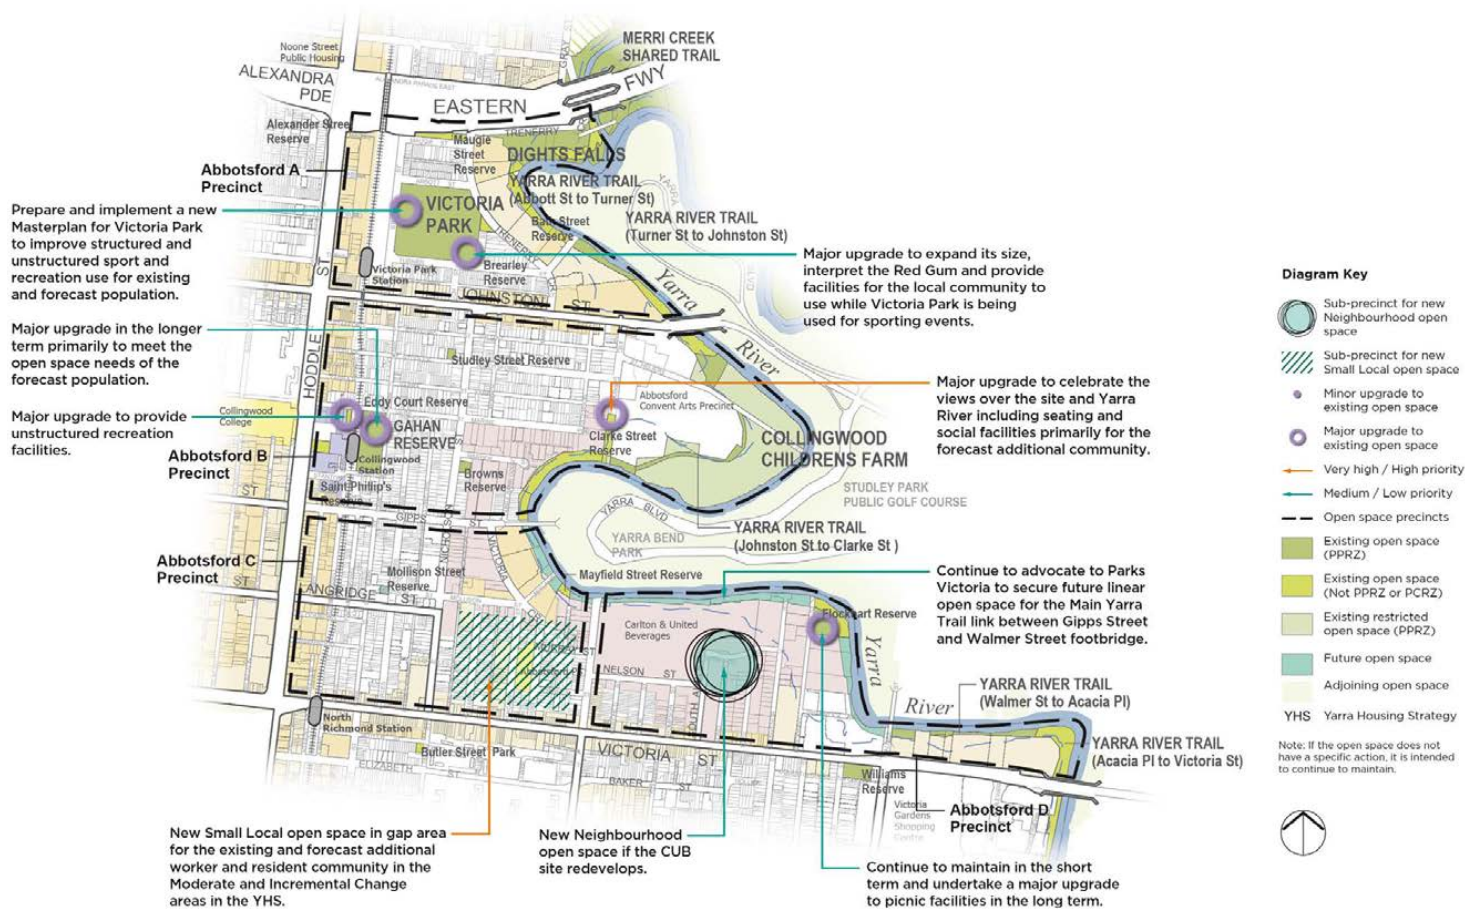 MERRI CREEK
SHARED TRAIL
Noone Street
Public Housing
ALEXANDRA
PDE
EASTERN
FWY
Alexander Street
Reserve
Maugie
Street
Reserve
TRENERRY
DIGHTS FALLS
Abbotsford A
Precinct
YARRA RIVER TRAIL
(Abbott St to Turner St)
Prepare and implement a new
Masterplan for Victoria Park
to improve structured and
unstructured sport and
recreation use for existing
and forecast population.
VICTORIA
PARK
Bath Street
Reserve
TRENERRY
CR
YARRA
YARRA RIVER TRAIL
(Turner St to Johnston St)
BLVD
Victoria Park
Station
Brearley
Reserve
Major upgrade to expand its size,
interpret the Red Gum and provide
facilities for the local community to
use while Victoria Park is being
used for sporting events.
JOHNSTON ST
Yarra
River
Major upgrade in the longer
term primarily to meet the
open space needs of the
forecast population.
HODDLE
ST
Studley Street Reserve
Major upgrade to celebrate the
views over the site and Yarra
River including seating and
social facilities primarily for the
forecast additional community.
Major upgrade to provide
unstructured recreation
facilities.
Collingwood
College
Eddy Court Reserve
GAHAN
RESERVE
Abbotsford
Convent Arts Precinct
Clarke Street
Reserve
COLLINGWOOD
CHILDRENS FARM
Abbotsford B
Precinct
Collingwood
Station
Browns
Reserve
Saint Phillip's
Reserve
ST
STUDLEY PARK
PUBLIC GOLF COURSE
GIPPS
ST
NICHOLSON
VICTORIA
CR
YARRA BLVD
YARRA BEND
PARK
YARRA RIVER TRAIL
(Johnston St to Clarke St )
Abbotsford C
Precinct
ST
LANGRIDGE
ST
Mollison Street
Reserve
Mayfield Street Reserve
Continue to advocate to Parks
Victoria to secure future linear
open space for the Main Yarra
Trail link between Gipps Street
and Walmer Street footbridge.
Carlton & United
Beverages
Flockhart Reserve
MURRAY ST
NELSON ST
Yarra
River
YARRA RIVER TRAIL
(Walmer St to Acacia Pl)
North
Richmond Station
Butler Street Park
ELIZABETH ST
VICTORIA ST
BAKER ST
Williams
Reserve
YARRA RIVER TRAIL
(Acacia Pl to Victoria St)
Victoria
Gardens
Shopping
Centre
Abbotsford D
Precinct
New Small Local open space in gap area
for the existing and forecast additional
worker and resident community in the
Moderate and Incremental Change
areas in the YHS.
New Neighbourhood
open space if the CUB
site redevelops.
Continue to maintain in the short
term and undertake a major upgrade
to picnic facilities in the long term.
Diagram Key
Sub-precinct for new
Neighbourhood open
space
Sub-precinct for new
Small Local open space
Minor upgrade to
existing open space
Major upgrade to
existing open space
Very high / High priority
Medium / Low priority
Open space precincts
Existing open space
(PPRZ)
Existing open space
(Not PPRZ or PCRZ)
Existing restricted
open space (PPRZ)
Future open space
Adjoining open space
YHS Yarra Housing Strategy
Note: If the open space does not
have a specific action, it is intended
to continue to maintain.